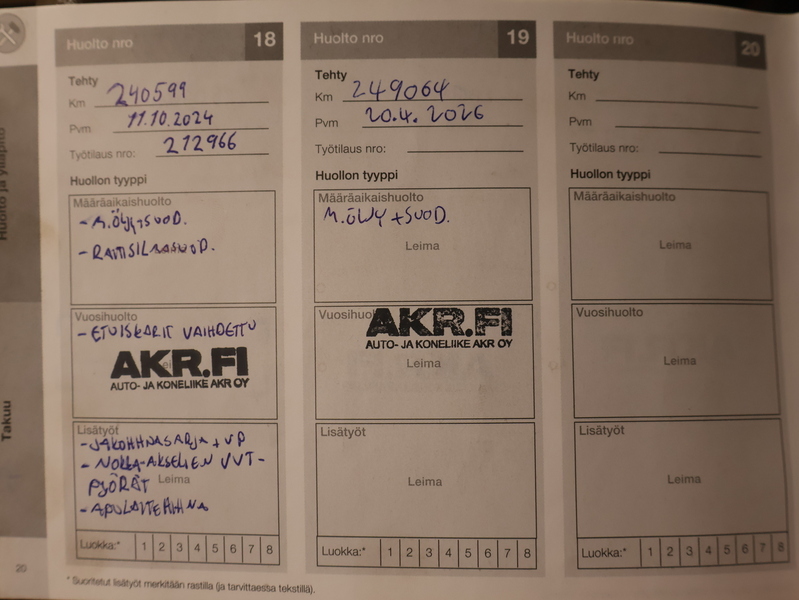 Huolto ja ylläpito
Takuu
Huolto nro 18
Tehty
Km 240599
Pvm 11.10.2024
Työtilaus nro: 212966
Huollon tyyppi
Määräaikaishuolto
- M.ÖLJY+SUOD.
- RAITISILMASUOD.
Vuosihuolto
- ETUISKARIT VAIHDETTU
AKR.FI
AUTO- JA KONELIIKE AKR OY
Lisätyöt
- JAKOHIHNASARJA + VP
- NOKKA-AKSELIEN VVT-
PYÖRÄT
Leima
- APULAITEHIHNA
Luokka:* 1 2 3 4 5 6 7 8
Huolto nro 19
Tehty
Km 249064
Pvm 20.4.2026
Työtilaus nro:
Huollon tyyppi
Määräaikaishuolto
M.ÖLJY + SUOD.
Leima
Vuosihuolto
AKR.FI
AUTO- JA KONELIIKE AKR OY
Leima
Lisätyöt
Leima
Luokka:* 1 2 3 4 5 6 7 8
Huolto nro 20
Tehty
Km
Pvm
Työtilaus nro:
Huollon tyyppi
Määräaikaishuolto
Leima
Vuosihuolto
Leima
Lisätyöt
Leima
Luokka:* 1 2 3 4 5 6 7 8
20
* Suoritetut lisätyöt merkitään rastilla (ja tarvittaessa tekstillä).